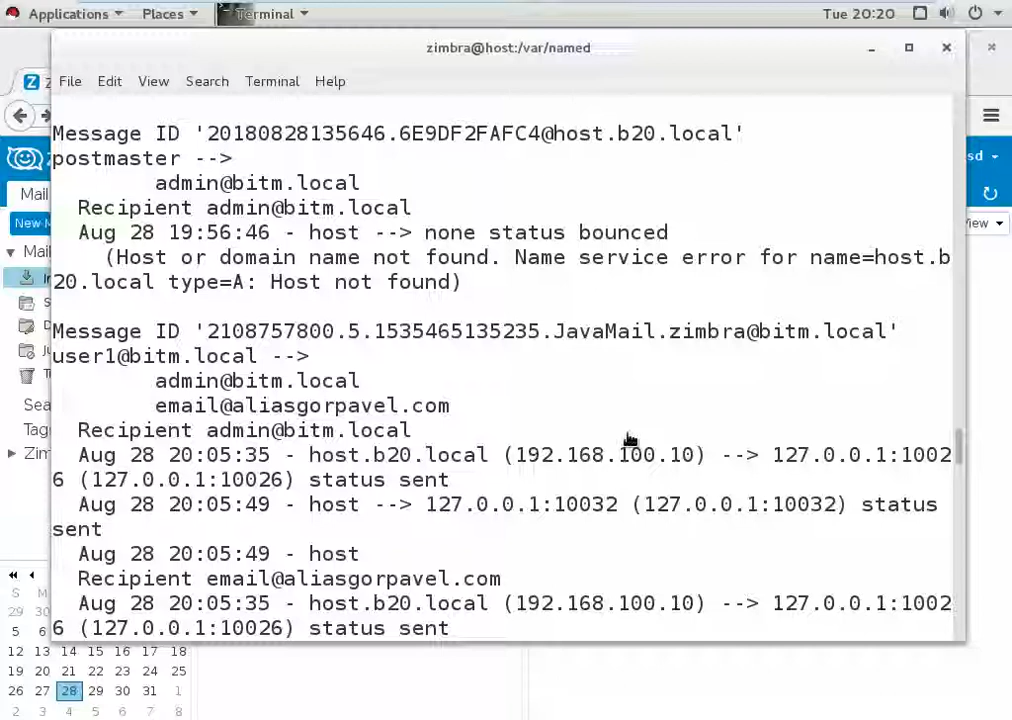 Applications Places Terminal Tue 20:20
zimbra@host:/var/named
File Edit View Search Terminal Help
Message ID '20180828135646.6E9DF2FAFC4@host.b20.local'
postmaster -->
admin@bitm.local
Recipient admin@bitm.local
Aug 28 19:56:46 - host --> none status bounced
(Host or domain name not found. Name service error for name=host.b
20.local type=A: Host not found)
Message ID '2108757800.5.1535465135235.JavaMail.zimbra@bitm.local'
user1@bitm.local -->
admin@bitm.local
email@aliasgorpavel.com
Recipient admin@bitm.local
Aug 28 20:05:35 - host.b20.local (192.168.100.10) --> 127.0.0.1:1002
6 (127.0.0.1:10026) status sent
Aug 28 20:05:49 - host --> 127.0.0.1:10032 (127.0.0.1:10032) status
sent
Aug 28 20:05:49 - host
Recipient email@aliasgorpavel.com
Aug 28 20:05:35 - host.b20.local (192.168.100.10) --> 127.0.0.1:1002
6 (127.0.0.1:10026) status sent
Z
sd
Mail
New M
iew
Mail
In
S
D
Ju
T
Sea
Tag
Zim
S M
29 30
5 6
12 13 14 15 16 17 18
19 20 21 22 23 24 25
26 27 28 29 30 31 1
2 3 4 5 6 7 8